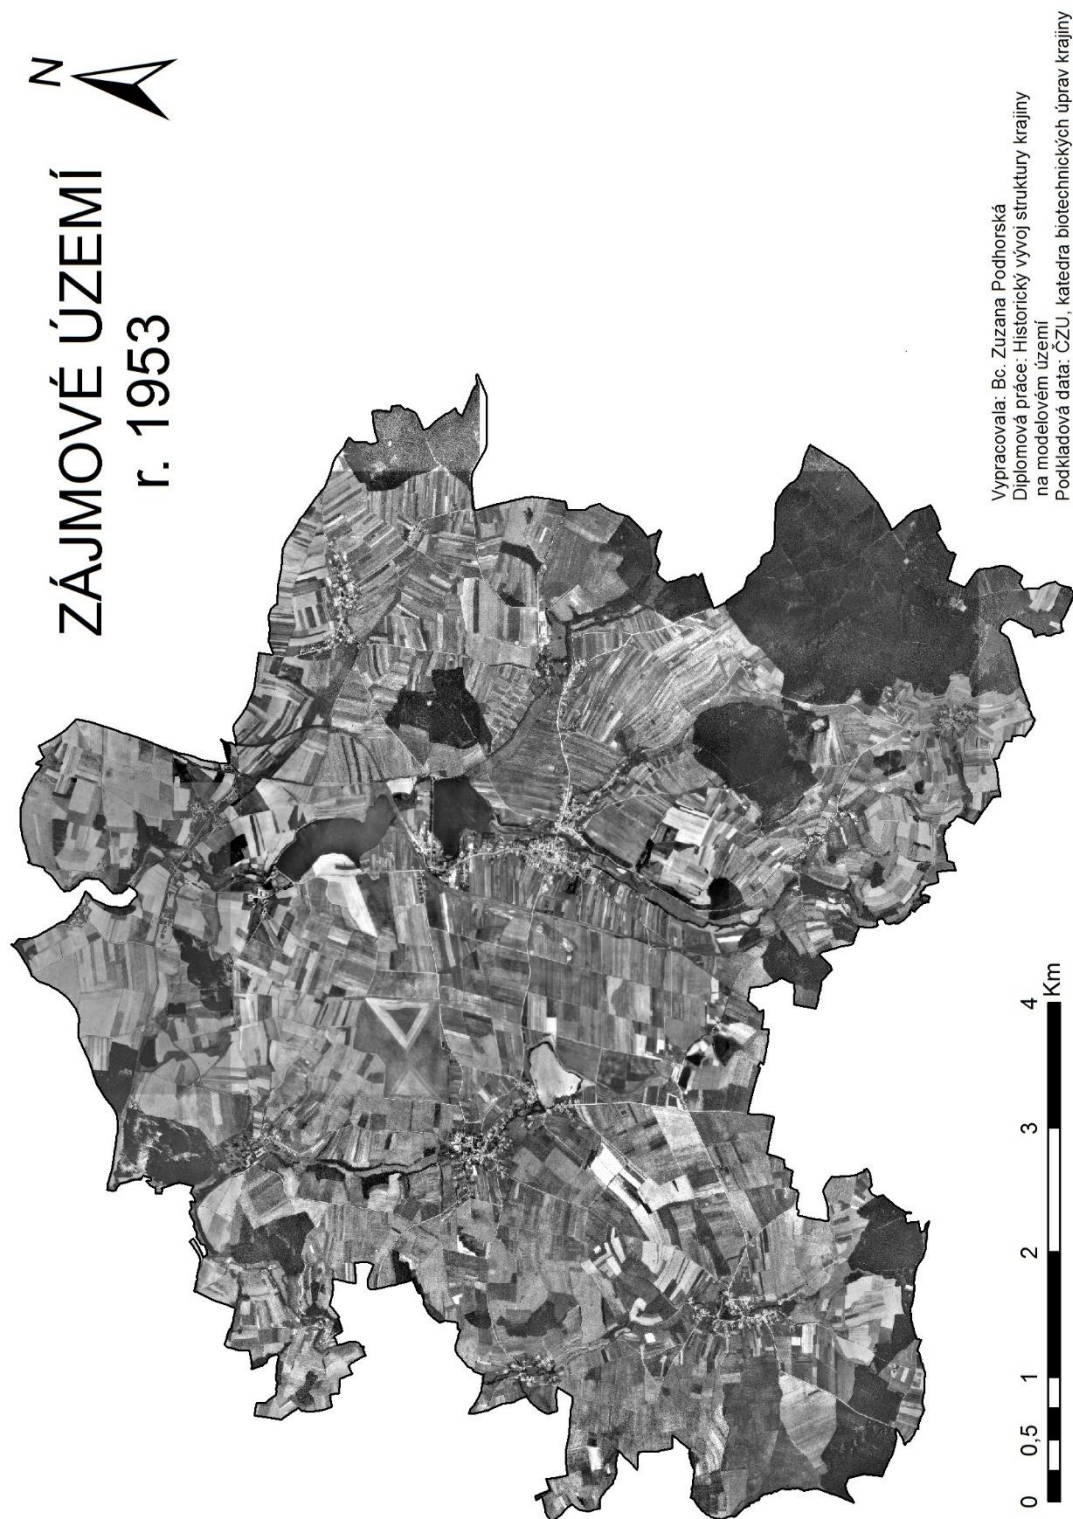 ZÁJMOVÉ ÚZEMÍ
r. 1953
N
Vypracovala: Bc. Zuzana Podhorská
Diplomová práce: Historický vývoj struktury krajiny
na modelovém území
Podkladová data: ČZU, katedra biotechnických úprav krajiny
0 0,5 1 2 3 4
Km